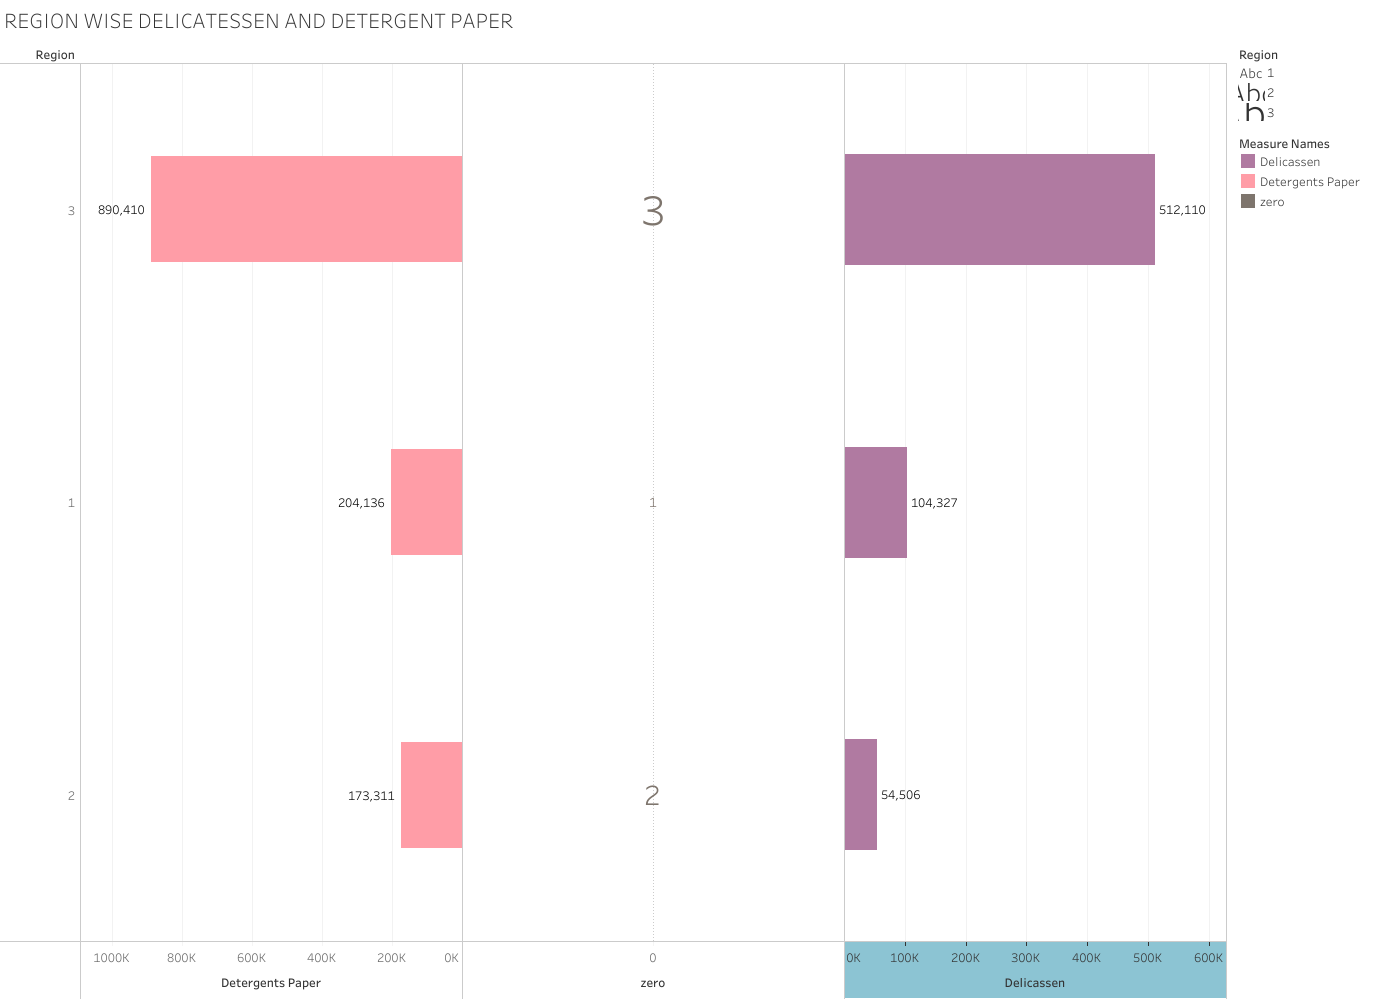 REGION WISE DELICATESSEN AND DETERGENT PAPER
Region
3 890,410 3 512,110
1 204,136 1 104,327
2 173,311 2 54,506
1000K 800K 600K 400K 200K 0K 0 0K 100K 200K 300K 400K 500K 600K
Detergents Paper zero Delicassen
Region
Abc 1
Abc 2
b 3
Measure Names
Delicassen
Detergents Paper
zero